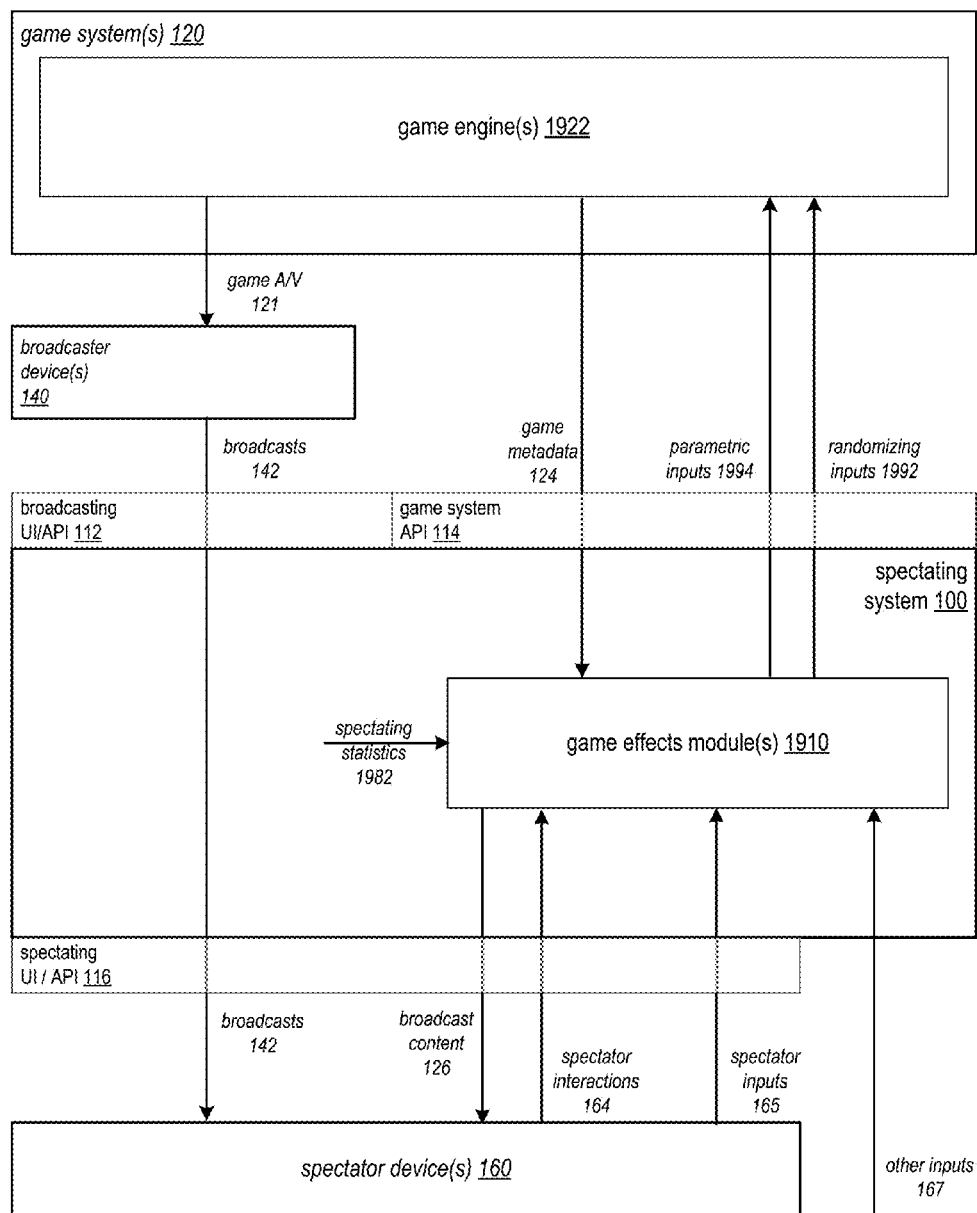 game system(s) 120
game engine(s) 1922
game A/V
121
broadcaster
device(s)
140
broadcasts
142
game
metadata
124
parametric
inputs 1994
randomizing
inputs 1992
broadcasting
UI/API 112
game system
API 114
spectating
system 100
spectating
statistics
1982
game effects module(s) 1910
spectating
UI / API 116
broadcasts
142
broadcast
content
126
spectator
interactions
164
spectator
inputs
165
other inputs
167
spectator device(s) 160